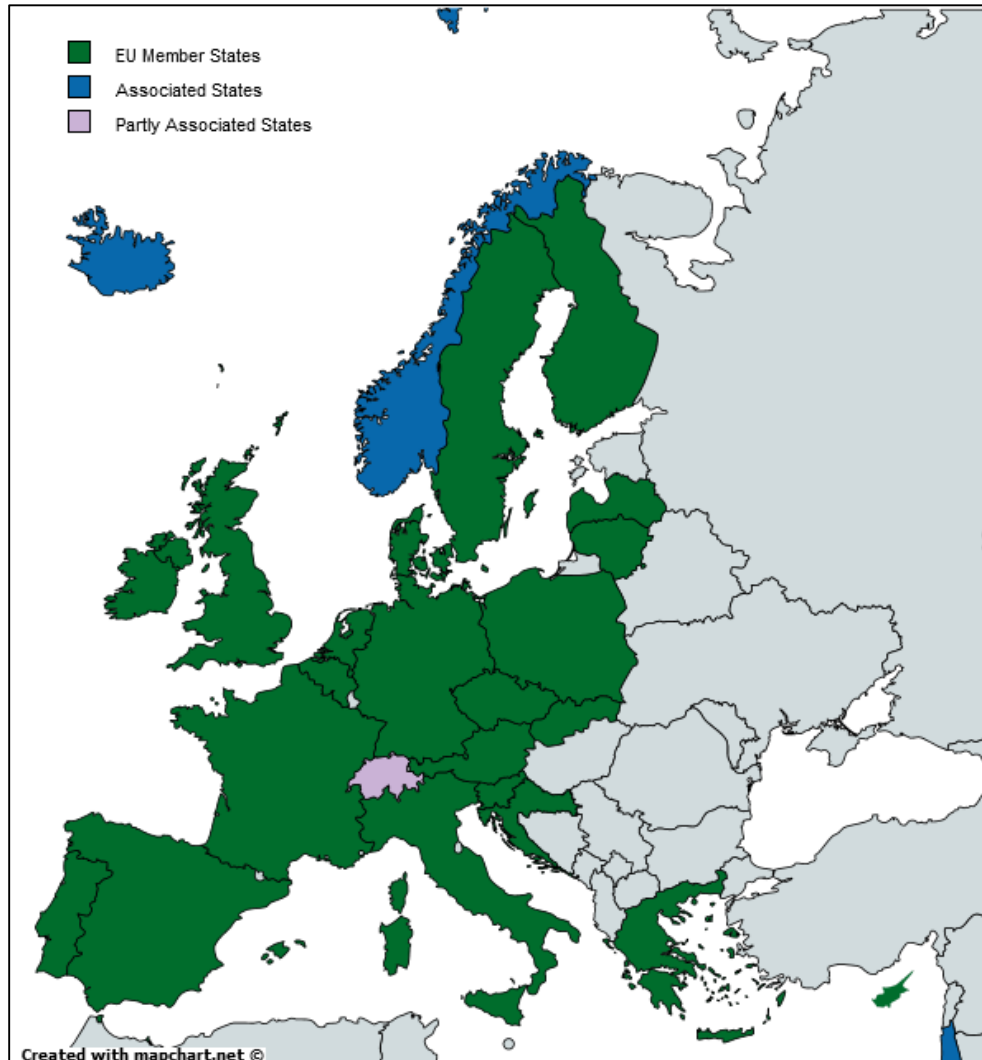 EU Member States
Associated States
Partly Associated States
Created with mapchart.net ©